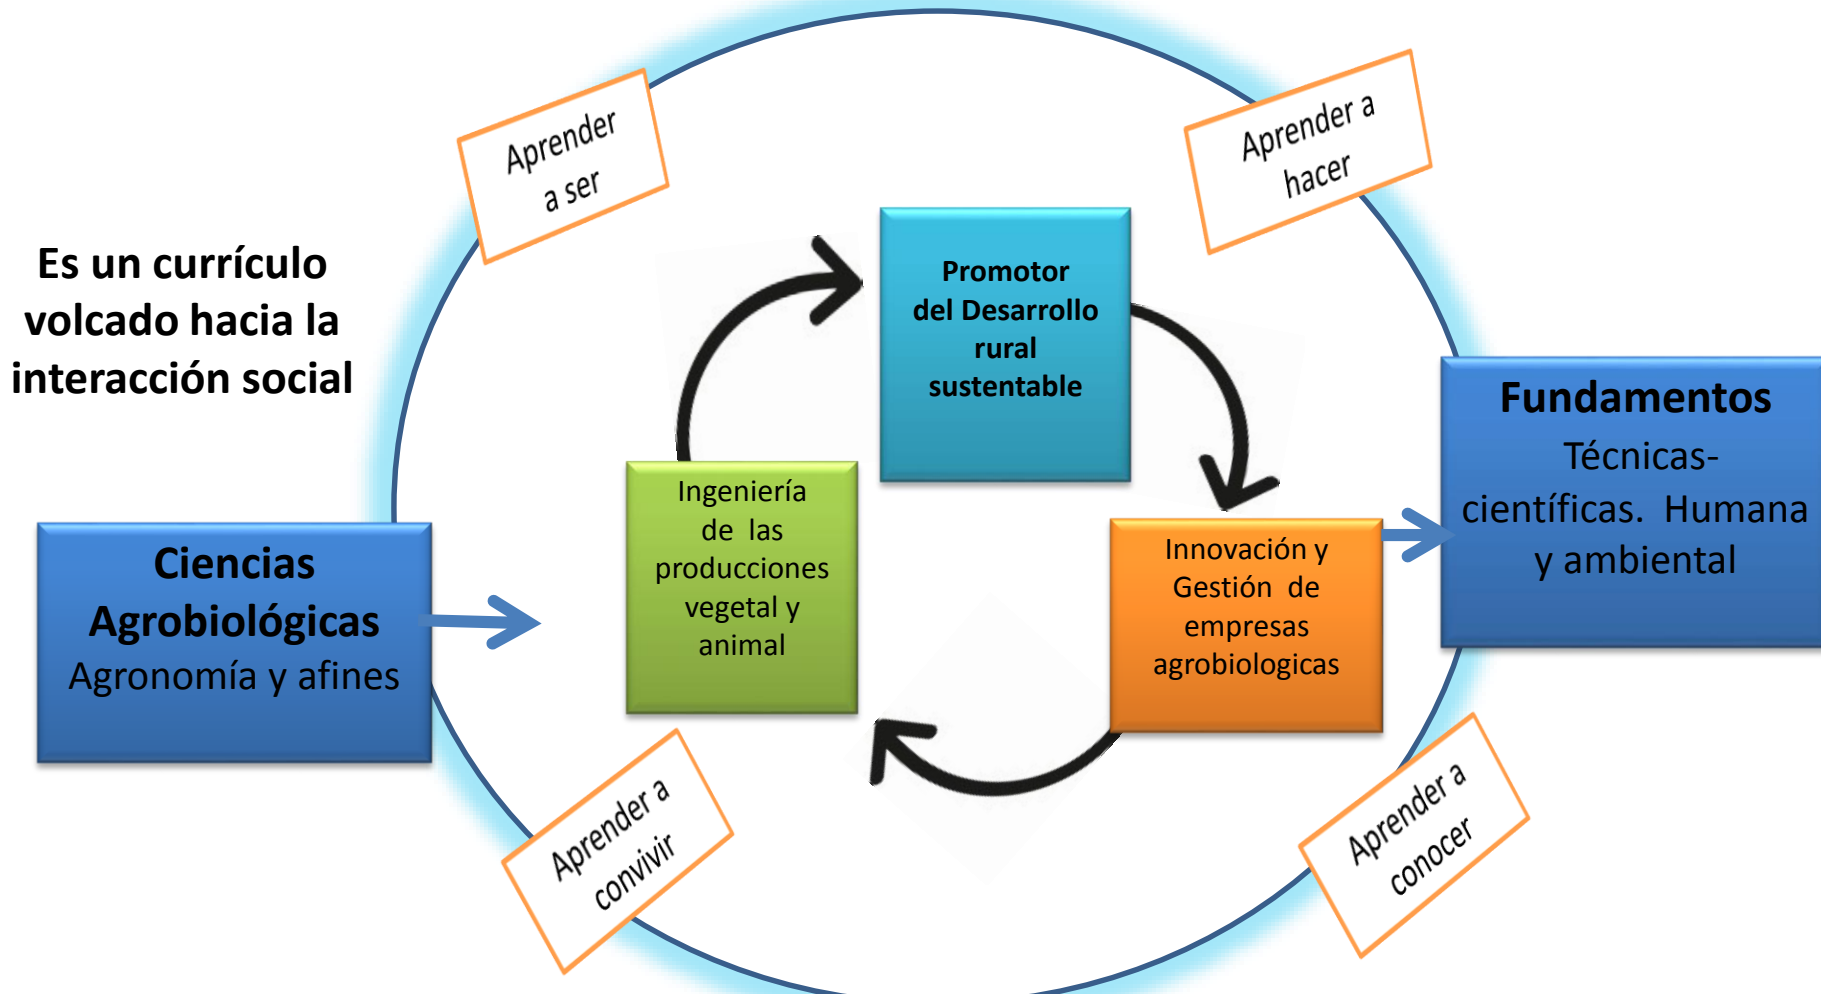 Aprender
a ser
Aprender a
hacer
Es un currículo
volcado hacia la
interacción social
Promotor
del Desarrollo
rural
sustentable
Fundamentos
Técnicas-
científicas.  Humana
y ambiental
Ingeniería
de  las
producciones
vegetal y
animal
Innovación y
Gestión  de
empresas
agrobiologicas
Ciencias
Agrobiológicas
Agronomía y afines
Aprender a
convivir
Aprender a
conocer